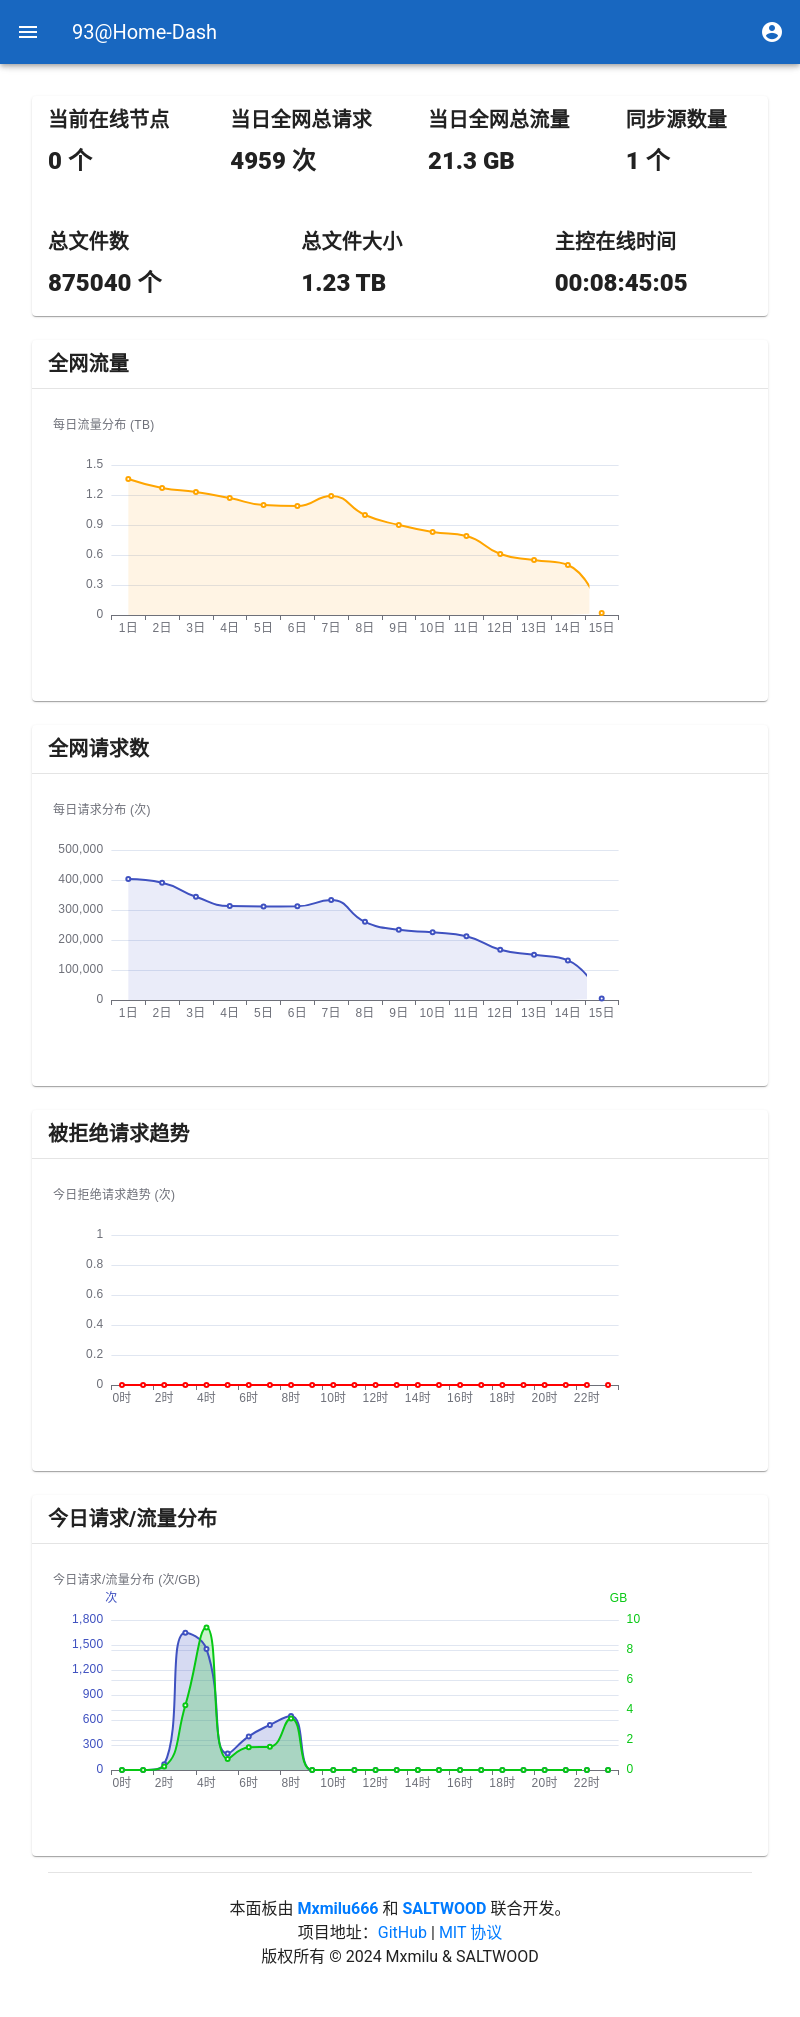 93@Home-Dash
当前在线节点 当日全网总请求 当日全网总流量 同步源数量
0 个 4959 次 21.3 GB 1 个
总文件数 总文件大小 主控在线时间
875040 个 1.23 TB 00:08:45:05
全网流量
每日流量分布 (TB)
1.5
1.2
0.9
0.6
0.3
0
1日 2日 3日 4日 5日 6日 7日 8日 9日 10日 11日 12日 13日 14日 15日
全网请求数
每日请求分布 (次)
500,000
400,000
300,000
200,000
100,000
0
1日 2日 3日 4日 5日 6日 7日 8日 9日 10日 11日 12日 13日 14日 15日
被拒绝请求趋势
今日拒绝请求趋势 (次)
1
0.8
0.6
0.4
0.2
0
0时 2时 4时 6时 8时 10时 12时 14时 16时 18时 20时 22时
今日请求/流量分布
今日请求/流量分布 (次/GB)
次 GB
1,800 10
1,500 8
1,200 6
900 4
600 2
300 0
0
0时 2时 4时 6时 8时 10时 12时 14时 16时 18时 20时 22时
本面板由 Mxmilu666 和 SALTWOOD 联合开发。
项目地址：GitHub | MIT 协议
版权所有 © 2024 Mxmilu & SALTWOOD